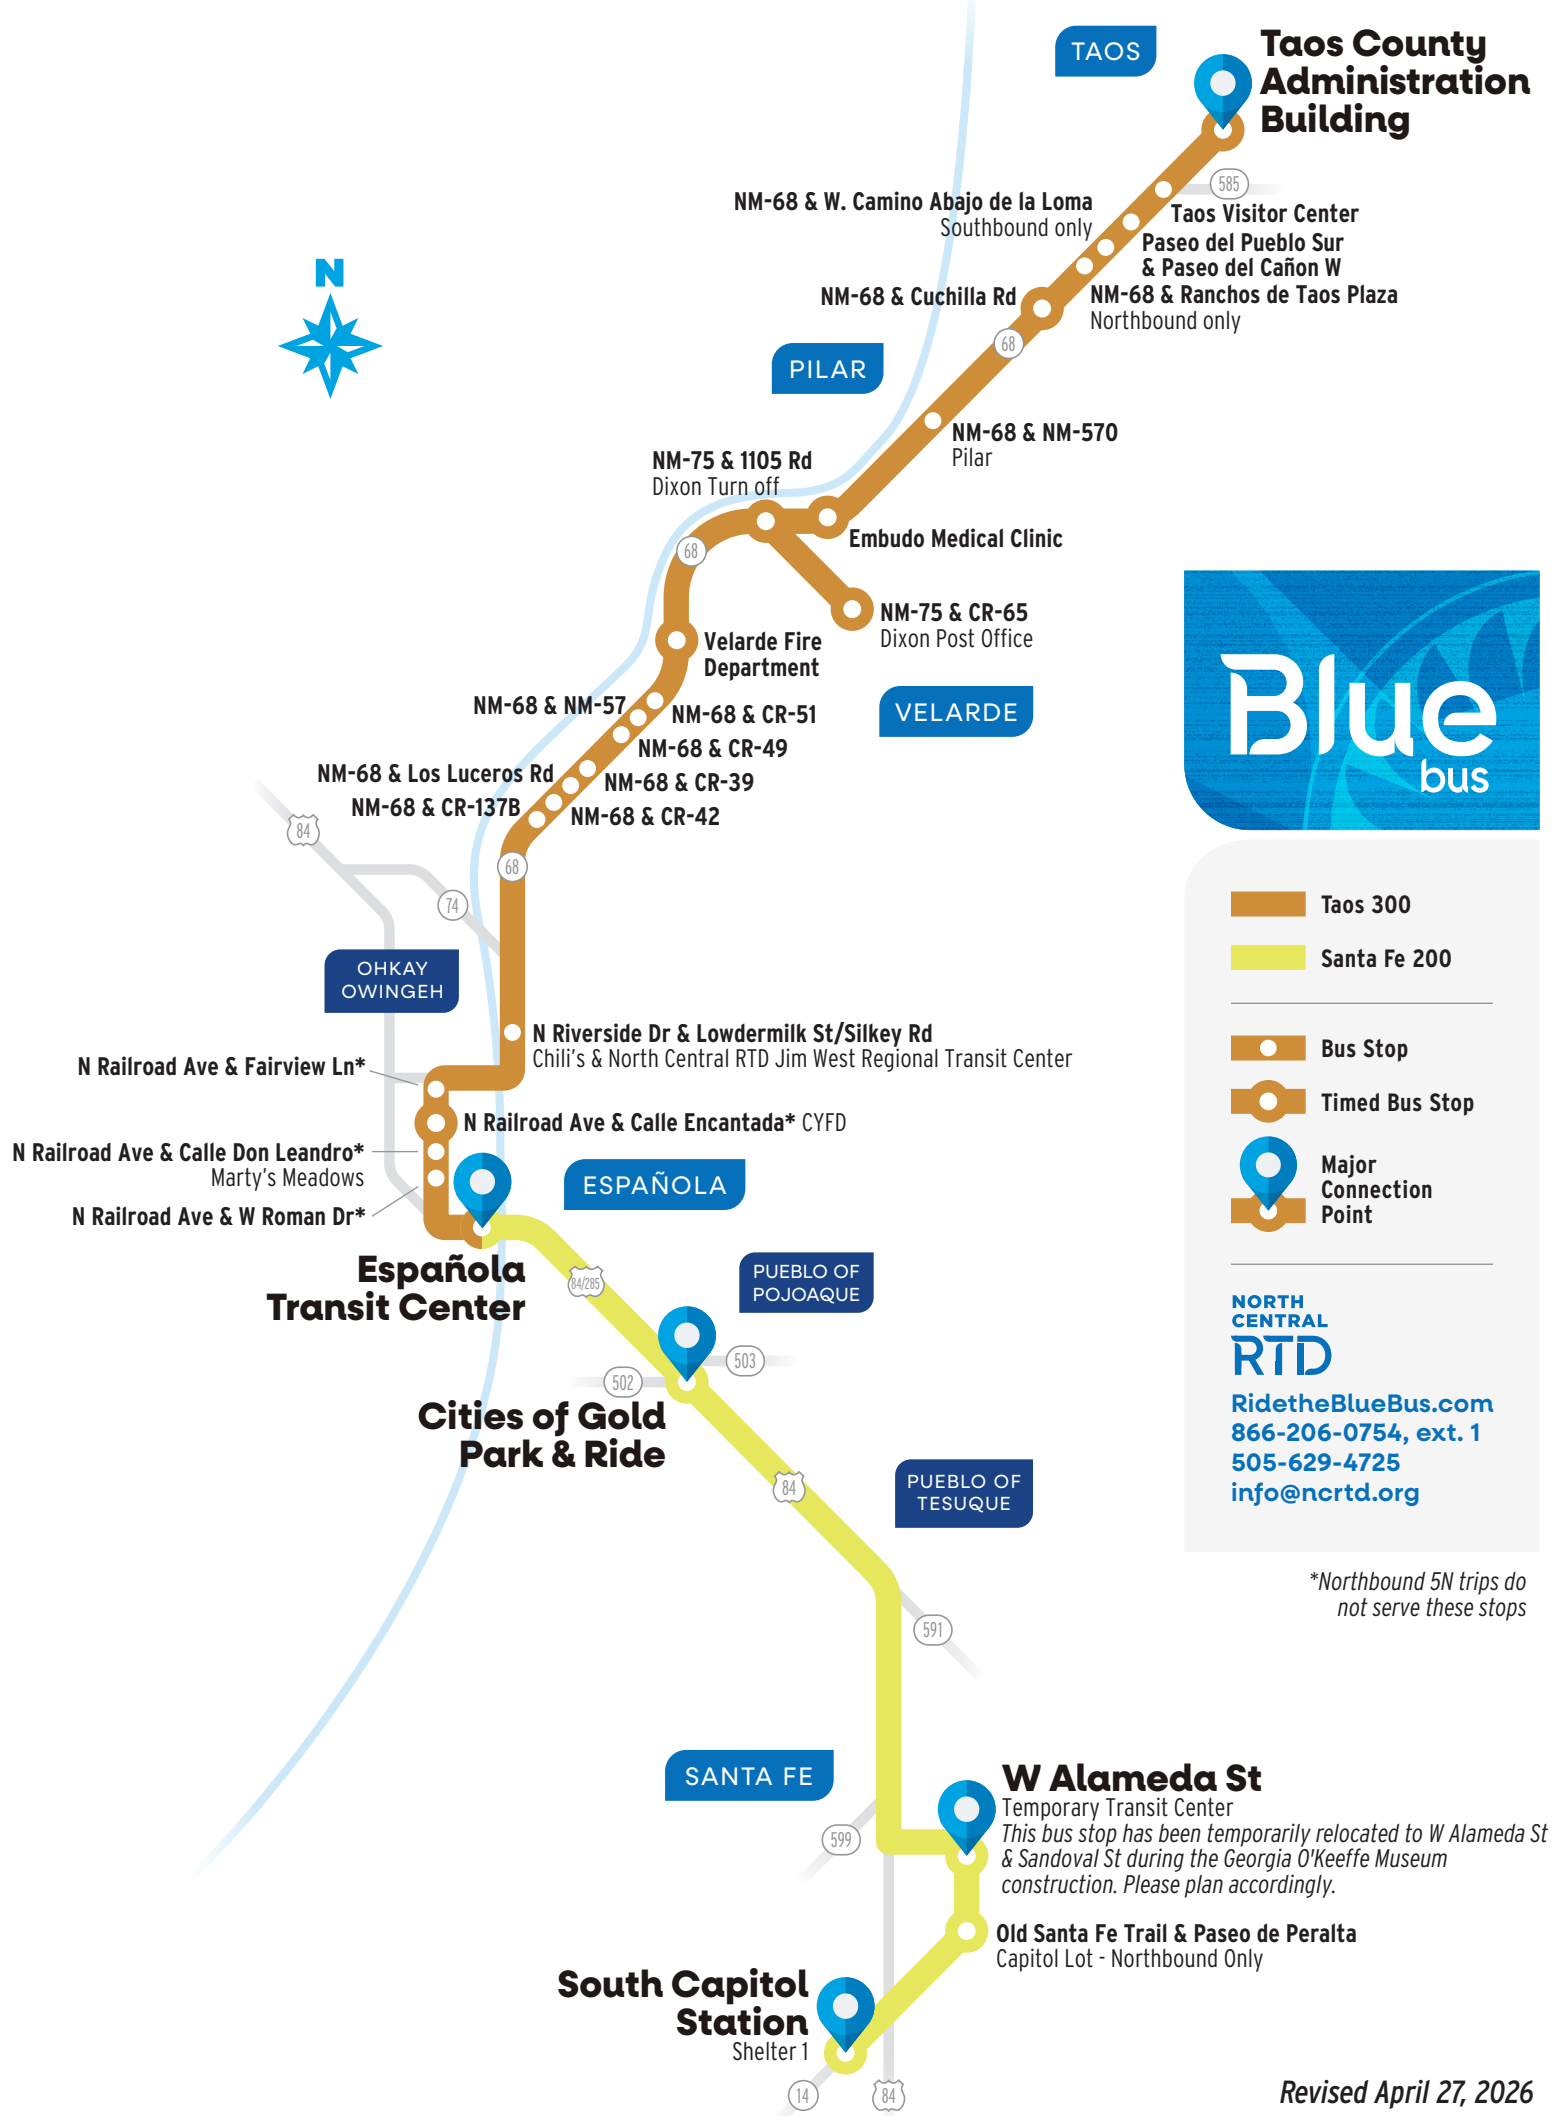 TAOS
Taos County
Administration
Building
585
NM-68 & W. Camino Abajo de la Loma
Southbound only
Taos Visitor Center
Paseo del Pueblo Sur
& Paseo del Cañon W
NM-68 & Cuchilla Rd
NM-68 & Ranchos de Taos Plaza
Northbound only
N
68
PILAR
NM-68 & NM-570
Pilar
NM-75 & 1105 Rd
Dixon Turn off
Embudo Medical Clinic
68
NM-75 & CR-65
Dixon Post Office
Velarde Fire
Department
VELARDE
NM-68 & NM-57
NM-68 & CR-51
NM-68 & CR-49
NM-68 & Los Luceros Rd
NM-68 & CR-39
NM-68 & CR-137B
NM-68 & CR-42
84
68
74
OHKAY
OWINGEH
N Riverside Dr & Lowdermilk St/Silkey Rd
Chili's & North Central RTD Jim West Regional Transit Center
N Railroad Ave & Fairview Ln*
N Railroad Ave & Calle Encantada* CYFD
N Railroad Ave & Calle Don Leandro*
Marty's Meadows
N Railroad Ave & W Roman Dr*
ESPAÑOLA
Española
Transit Center
84/285
PUEBLO OF
POJOAQUE
503
502
Cities of Gold
Park & Ride
84
PUEBLO OF
TESUQUE
591
SANTA FE
599
W Alameda St
Temporary Transit Center
This bus stop has been temporarily relocated to W Alameda St
& Sandoval St during the Georgia O'Keeffe Museum
construction. Please plan accordingly.
Old Santa Fe Trail & Paseo de Peralta
Capitol Lot - Northbound Only
South Capitol
Station
Shelter 1
14
84
Blue
bus
Taos 300
Santa Fe 200
Bus Stop
Timed Bus Stop
Major
Connection
Point
NORTH
CENTRAL
RTD
RidetheBlueBus.com
866-206-0754, ext. 1
505-629-4725
info@ncrtd.org
*Northbound 5N trips do
not serve these stops
Revised April 27, 2026